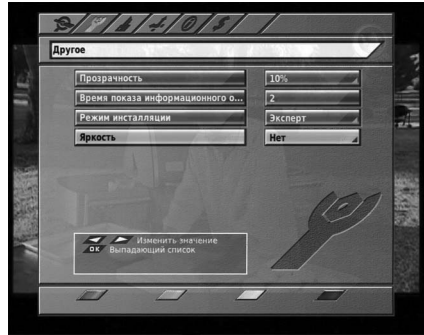 Другое
Прозрачность 10%
Время показа информационного о... 2
Режим инсталляции Эксперт
Яркость Нет
Изменить значение
OK Выпадающий список